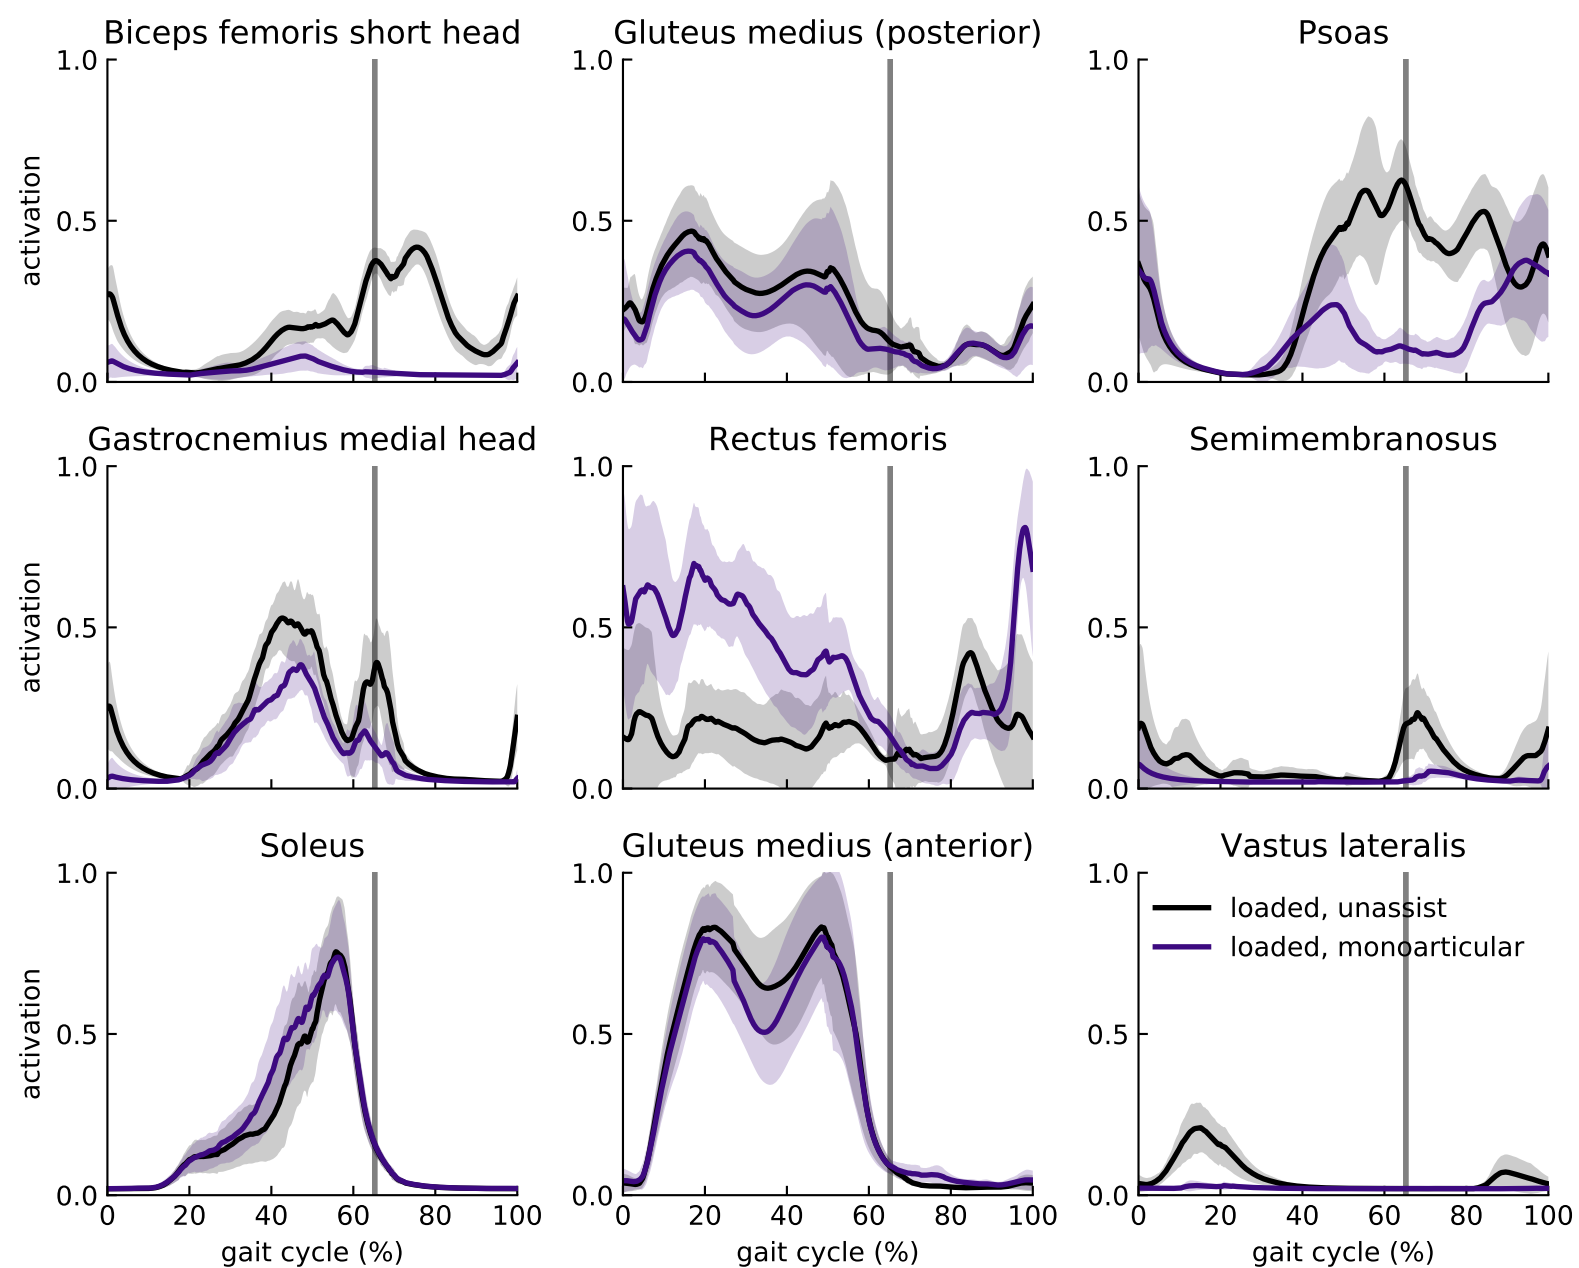 Biceps femoris short head
Gluteus medius (posterior)
Psoas
1.0
0.5
0.0
activation
1.0
0.5
0.0
1.0
0.5
0.0
Gastrocnemius medial head
Rectus femoris
Semimembranosus
1.0
0.5
0.0
activation
1.0
0.5
0.0
1.0
0.5
0.0
Soleus
Gluteus medius (anterior)
Vastus lateralis
1.0
0.5
0.0
activation
0 20 40 60 80 100
gait cycle (%)
1.0
0.5
0.0
0 20 40 60 80 100
gait cycle (%)
1.0
0.5
0.0
loaded, unassist
loaded, monoarticular
0 20 40 60 80 100
gait cycle (%)